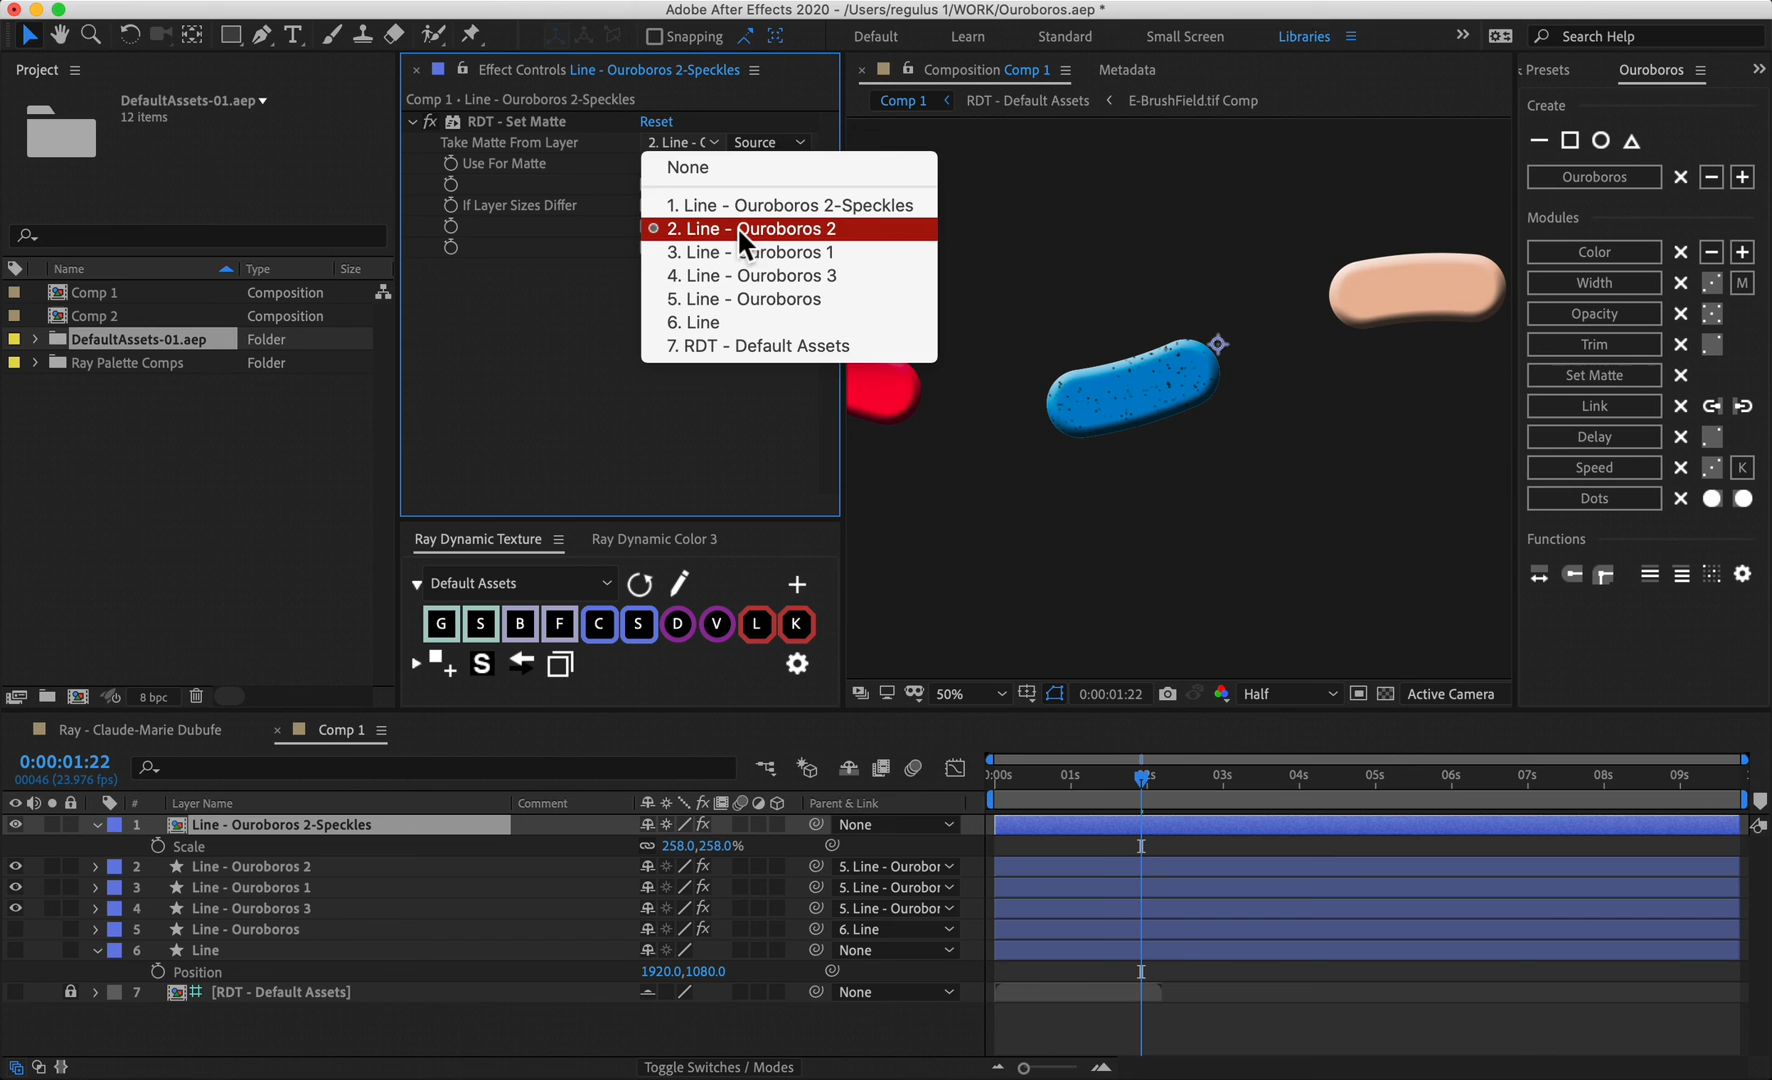 Adobe After Effects 2020 - /Users/regulus 1/WORK/Ouroboros.aep *
Snapping
Default
Learn
Standard
Small Screen
Libraries
Search Help
Project
DefaultAssets-01.aep
12 items
Name
Type
Size
Comp 1
Composition
Comp 2
Composition
DefaultAssets-01.aep
Folder
Ray Palette Comps
Folder
8 bpc
Effect Controls Line - Ouroboros 2-Speckles
Comp 1 • Line - Ouroboros 2-Speckles
fx RDT - Set Matte
Reset
Take Matte From Layer
2. Line - 
Source
Use For Matte
If Layer Sizes Differ
None
1. Line - Ouroboros 2-Speckles
2. Line - Ouroboros 2
3. Line - Ouroboros 1
4. Line - Ouroboros 3
5. Line - Ouroboros
6. Line
7. RDT - Default Assets
Ray Dynamic Texture
Ray Dynamic Color 3
Default Assets
G S B F C S D V L K
S
Composition Comp 1
Metadata
Comp 1
RDT - Default Assets
E-BrushField.tif Comp
50%
0:00:01:22
Half
Active Camera
Presets
Ouroboros
Create
Ouroboros
Modules
Color
Width
M
Opacity
Trim
Set Matte
Link
Delay
Speed
K
Dots
Functions
Ray - Claude-Marie Dubufe
Comp 1
0:00:01:22
00046 (23.976 fps)
# Layer Name
Comment
fx
Parent & Link
01s
03s
04s
05s
06s
07s
08s
09s
1 Line - Ouroboros 2-Speckles
fx
None
Scale
258.0,258.0%
2 Line - Ouroboros 2
fx
5. Line - Ourobor
3 Line - Ouroboros 1
fx
5. Line - Ourobor
4 Line - Ouroboros 3
fx
5. Line - Ourobor
5 Line - Ouroboros
fx
6. Line
6 Line
None
Position
1920.0,1080.0
7 [RDT - Default Assets]
None
Toggle Switches / Modes